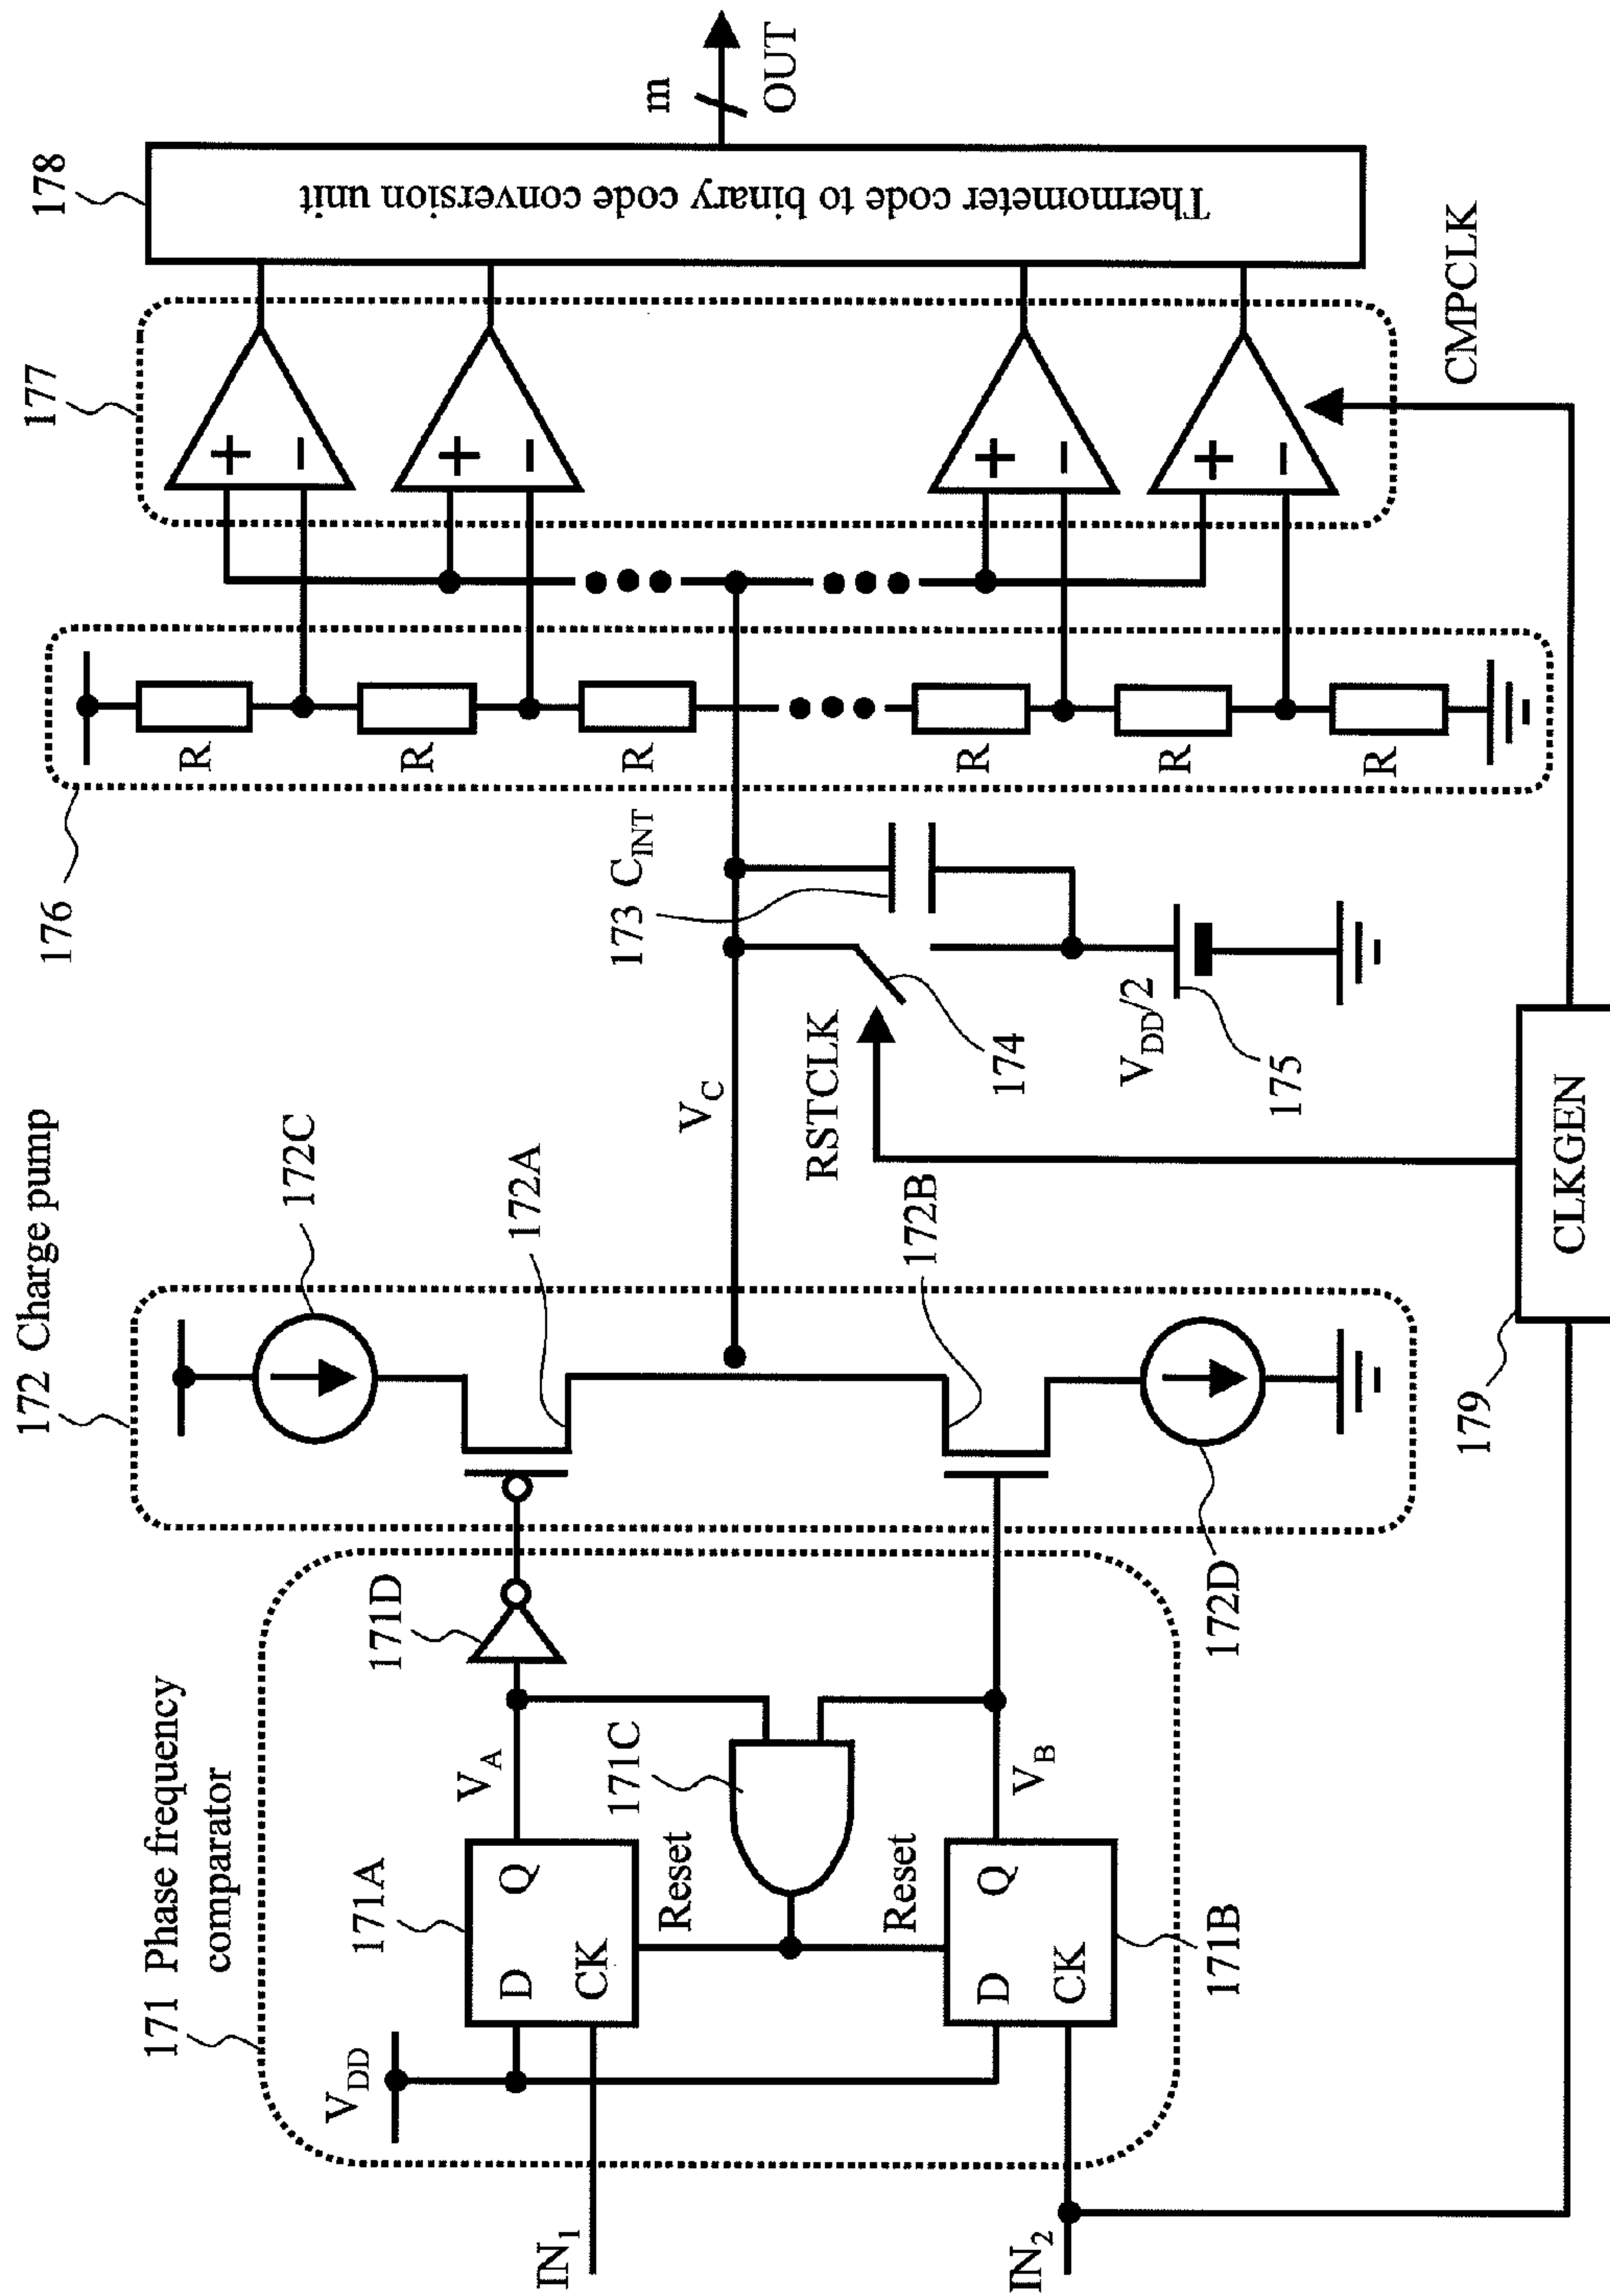 171 Phase frequency
comparator
V_DD
171A
D
Q
CK
V_A
171D
Reset
171C
Reset
D
Q
CK
V_B
171B
IN₁
IN₂
172 Charge pump
172C
172A
172B
172D
V_C
RSTCLK
174
173 C_INT
V_DD/2
175
179
CLKGEN
176
R
R
R
R
R
R
177
+
−
+
−
+
−
+
−
CMPCLK
178
Thermometer code to binary code conversion unit
m
OUT